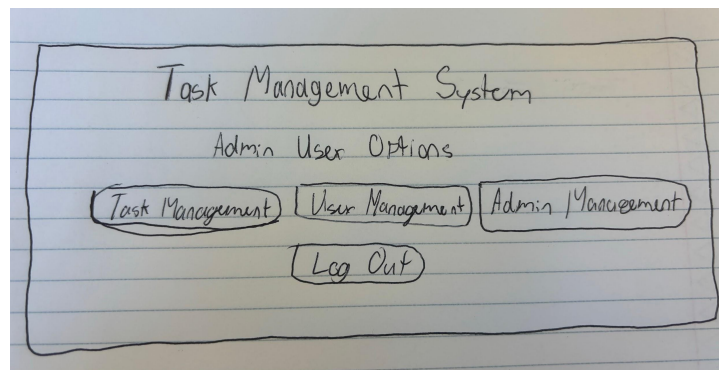 Task Management System
Admin User Options
Task Management User Management Admin Management
Log Out